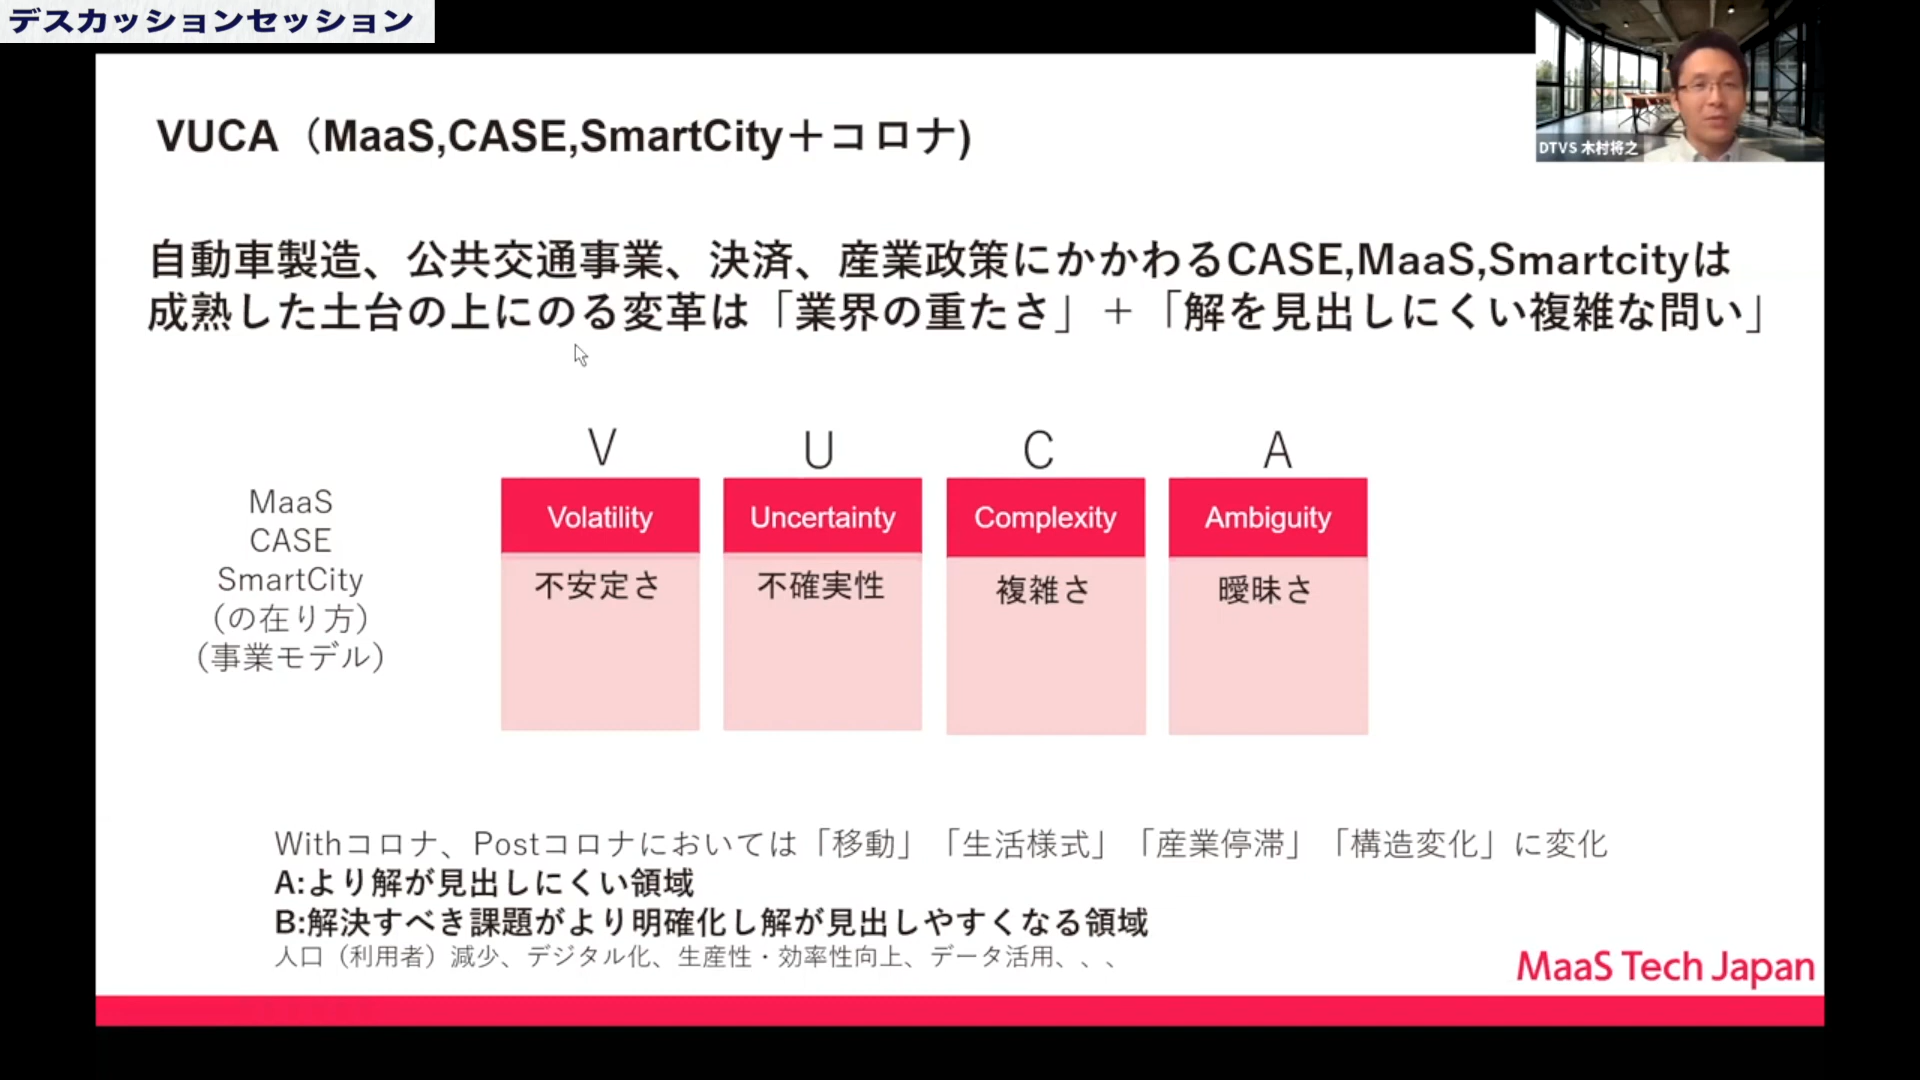 デスカッションセッション
DTVS 木村将之
VUCA（MaaS,CASE,SmartCity＋コロナ)
自動車製造、公共交通事業、決済、産業政策にかかわるCASE,MaaS,Smartcityは
成熟した土台の上にのる変革は「業界の重たさ」＋「解を見出しにくい複雑な問い」
V U C A
MaaS
CASE
SmartCity
（の在り方）
（事業モデル）
Volatility
不安定さ
Uncertainty
不確実性
Complexity
複雑さ
Ambiguity
曖昧さ
Withコロナ、Postコロナにおいては「移動」「生活様式」「産業停滞」「構造変化」に変化
A:より解が見出しにくい領域
B:解決すべき課題がより明確化し解が見出しやすくなる領域
人口（利用者）減少、デジタル化、生産性・効率性向上、データ活用、、、
MaaS Tech Japan